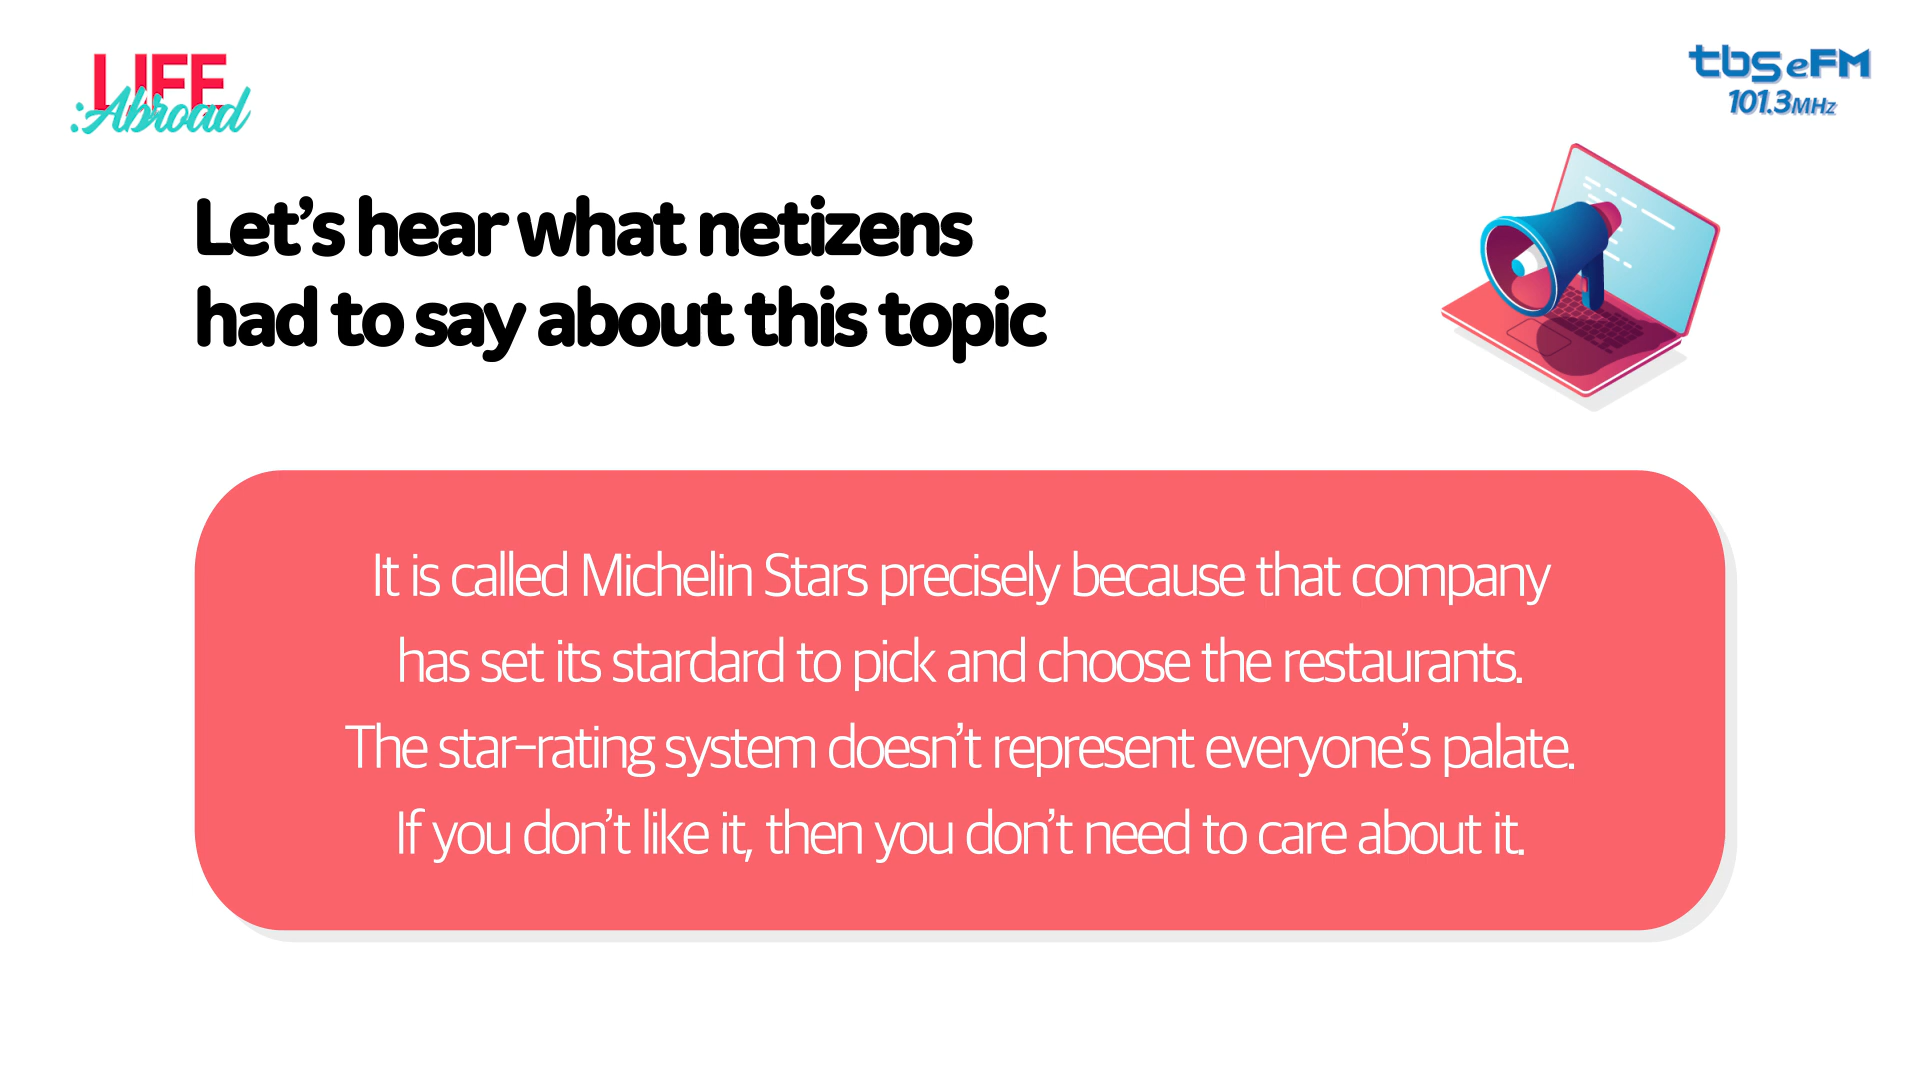 LIFE
:Abroad
tbs eFM
101.3MHz
Let’s hear what netizens
had to say about this topic
It is called Michelin Stars precisely because that company
has set its stardard to pick and choose the restaurants.
The star-rating system doesn’t represent everyone’s palate.
If you don’t like it, then you don’t need to care about it.